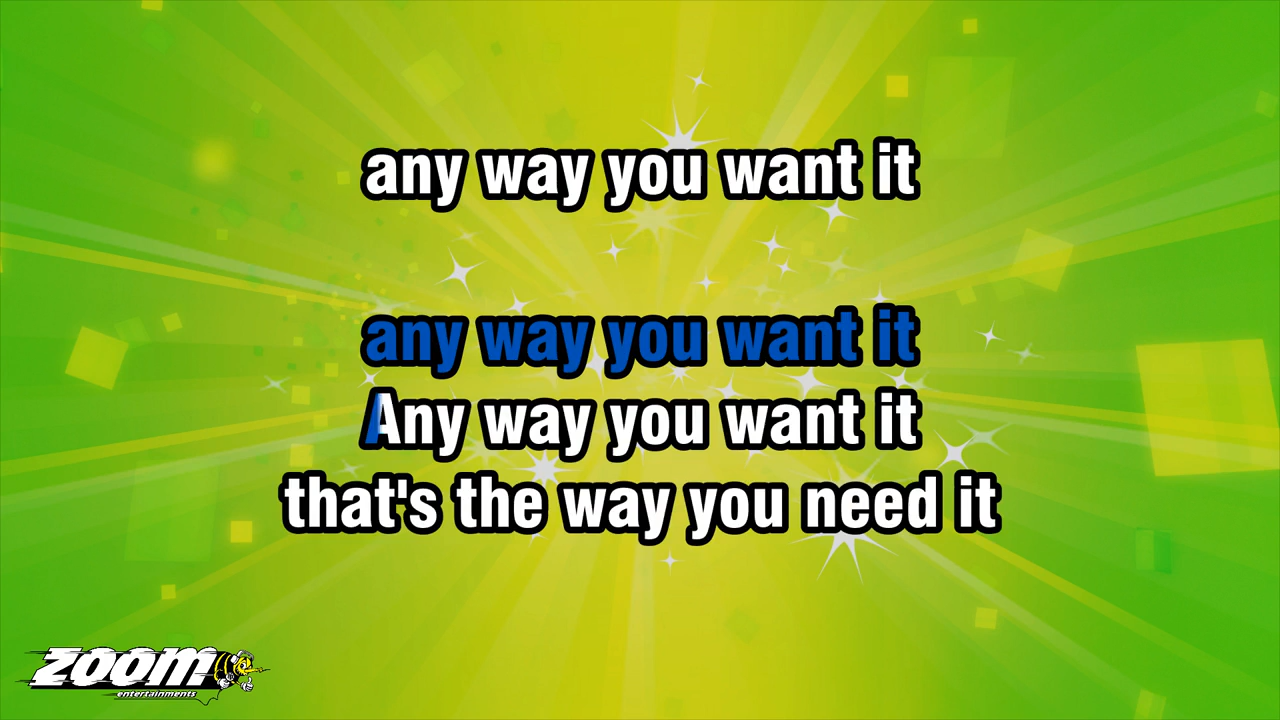 any way you want it
any way you want it
Any way you want it
that's the way you need it
zoom
entertainments